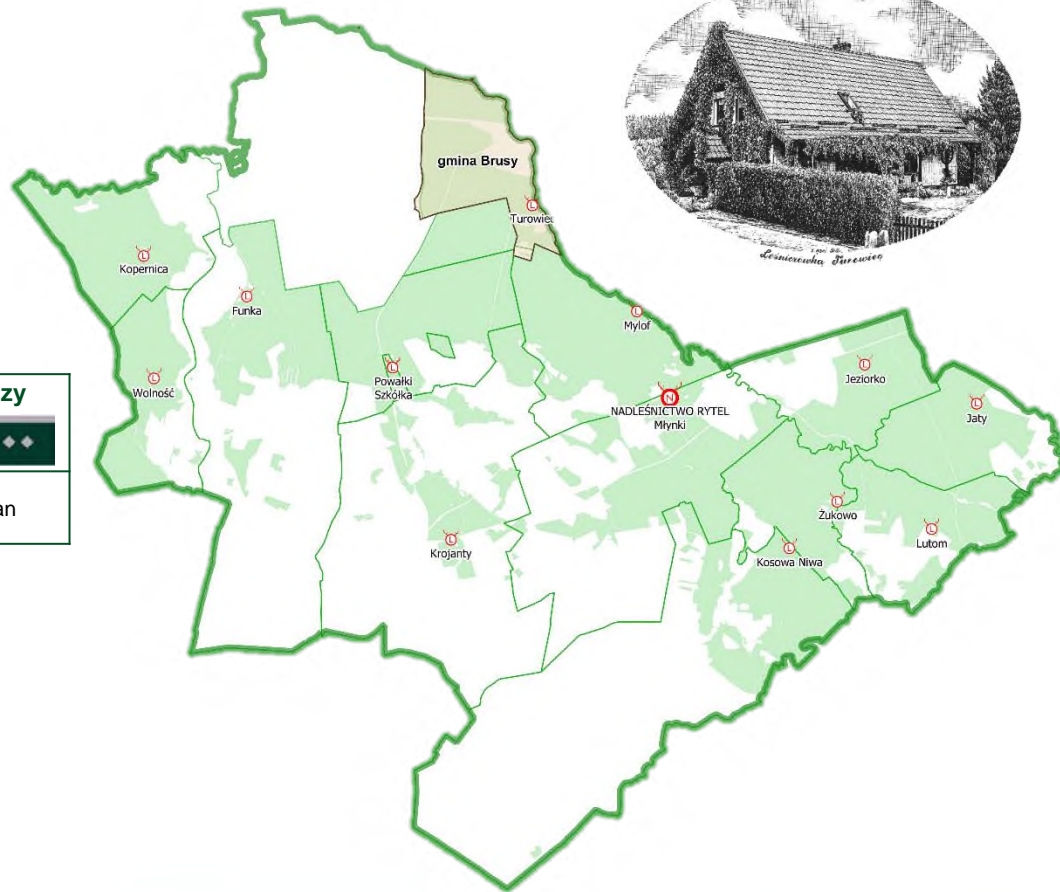 gmina Brusy
Turowiec
Kopernica
Funka
Mylof
Wolność
Powałki
Szkółka
Jeziorko
Jaty
NADLEŚNICTWO RYTEL
Młynki
Żukowo
Lutom
Krojanty
Kosowa Niwa
zy
an
Leśniczówka Turowiec
L
L
L
L
L
L
N
L
L
L
L
L
L